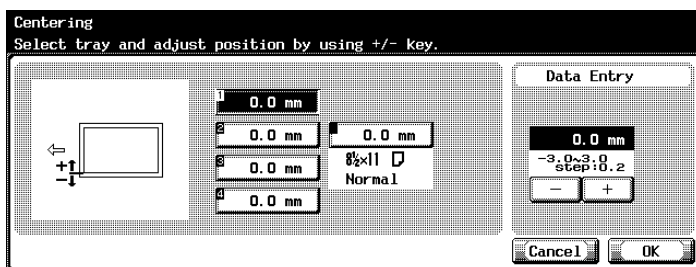 Centering
Select tray and adjust position by using +/- key.
Data Entry
1 0.0 mm
2 0.0 mm
0.0 mm
3 0.0 mm
8½×11
Normal
4 0.0 mm
+
-
0.0 mm
-3.0~3.0
step:0.2
- +
Cancel OK